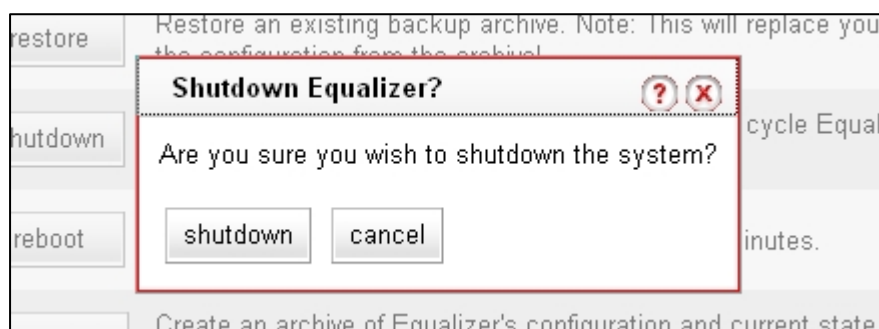 restore
Restore an existing backup archive. Note: This will replace you
Shutdown Equalizer?
? X
hutdown
cycle Equal
Are you sure you wish to shutdown the system?
reboot
shutdown
cancel
inutes.
Create an archive of Equalizer's configuration and current state